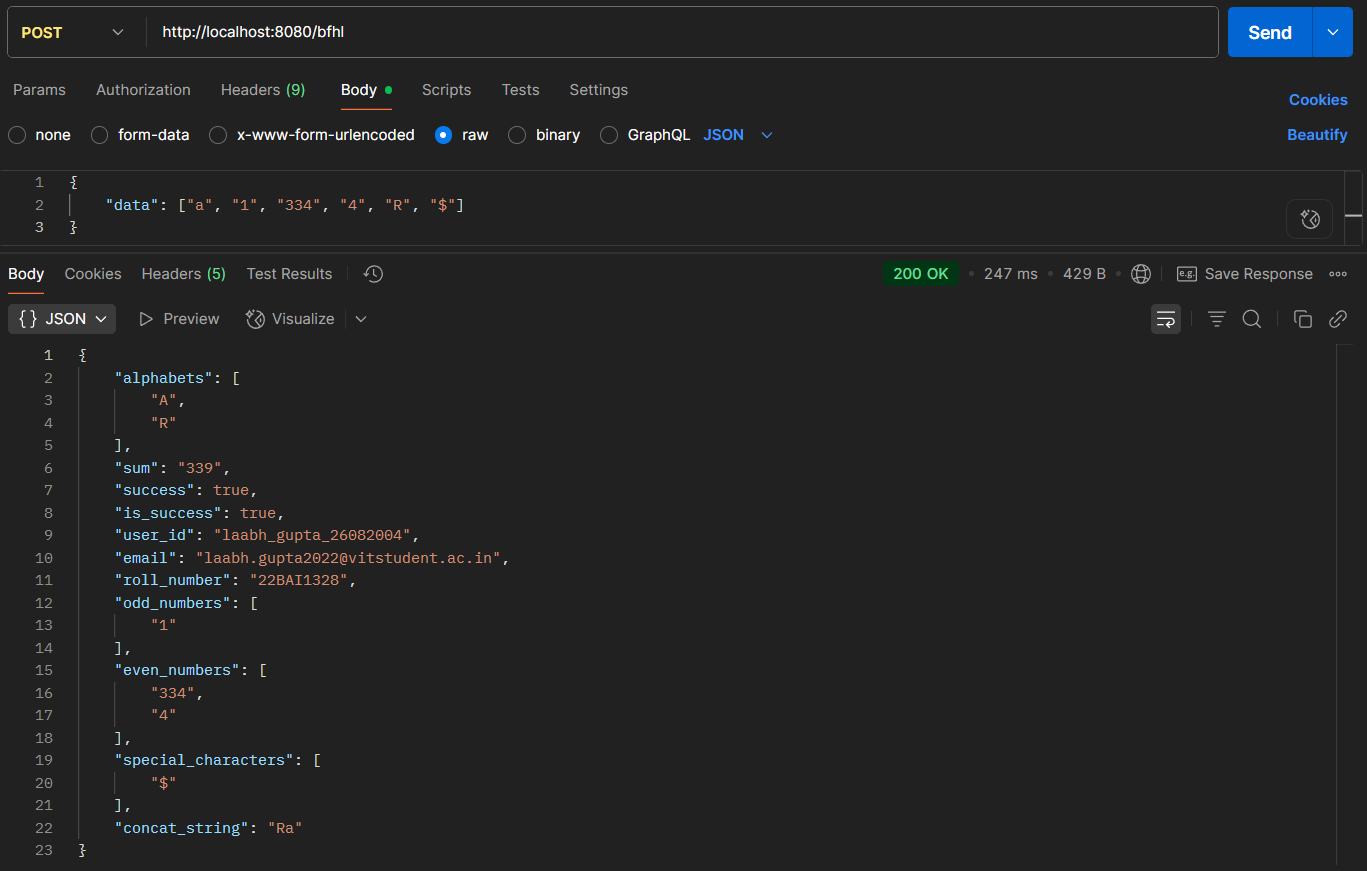 POST http://localhost:8080/bfhl Send
Params Authorization Headers (9) Body Scripts Tests Settings Cookies
none form-data x-www-form-urlencoded raw binary GraphQL JSON Beautify
1 {
2 "data": ["a", "1", "334", "4", "R", "$"]
3 }
Body Cookies Headers (5) Test Results 200 OK • 247 ms • 429 B • e.g. Save Response
{} JSON Preview Visualize
1 {
2 "alphabets": [
3 "A",
4 "R"
5 ],
6 "sum": "339",
7 "success": true,
8 "is_success": true,
9 "user_id": "laabh_gupta_26082004",
10 "email": "laabh.gupta2022@vitstudent.ac.in",
11 "roll_number": "22BAI1328",
12 "odd_numbers": [
13 "1"
14 ],
15 "even_numbers": [
16 "334",
17 "4"
18 ],
19 "special_characters": [
20 "$"
21 ],
22 "concat_string": "Ra"
23 }